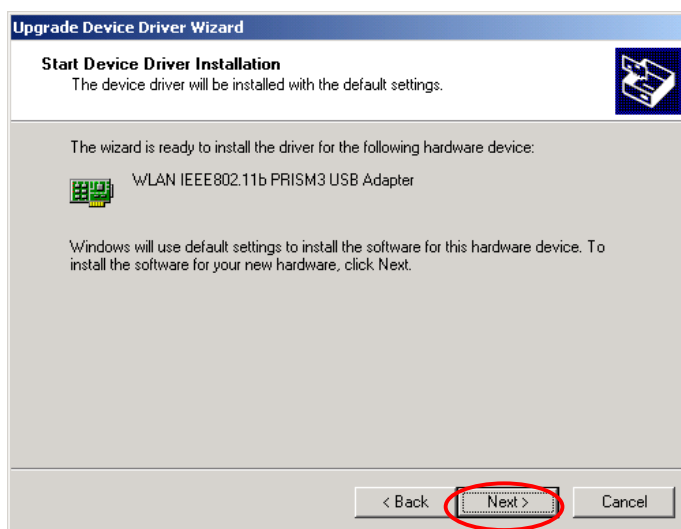 Upgrade Device Driver Wizard
Start Device Driver Installation
The device driver will be installed with the default settings.
The wizard is ready to install the driver for the following hardware device:
WLAN IEEE802.11b PRISM3 USB Adapter
Windows will use default settings to install the software for this hardware device. To
install the software for your new hardware, click Next.
< Back Next > Cancel